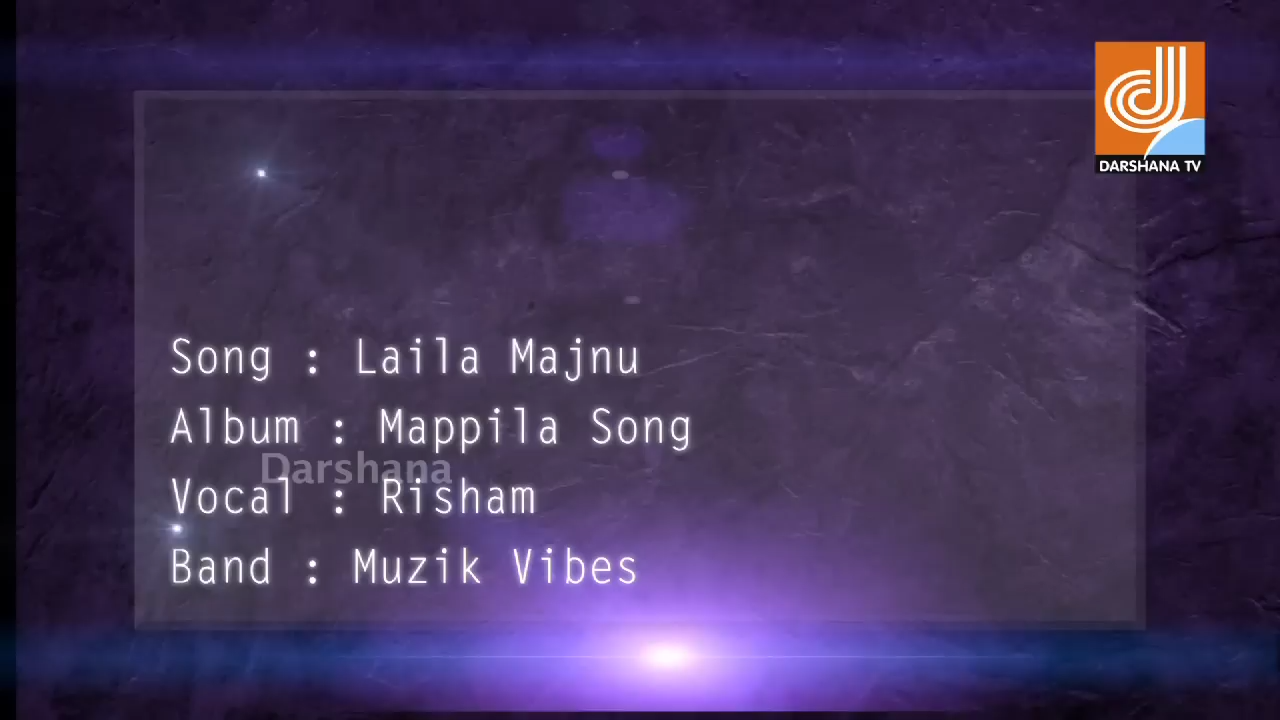 DARSHANA TV
Song : Laila Majnu
Album : Mappila Song
Darshana
Vocal : Risham
Band : Muzik Vibes